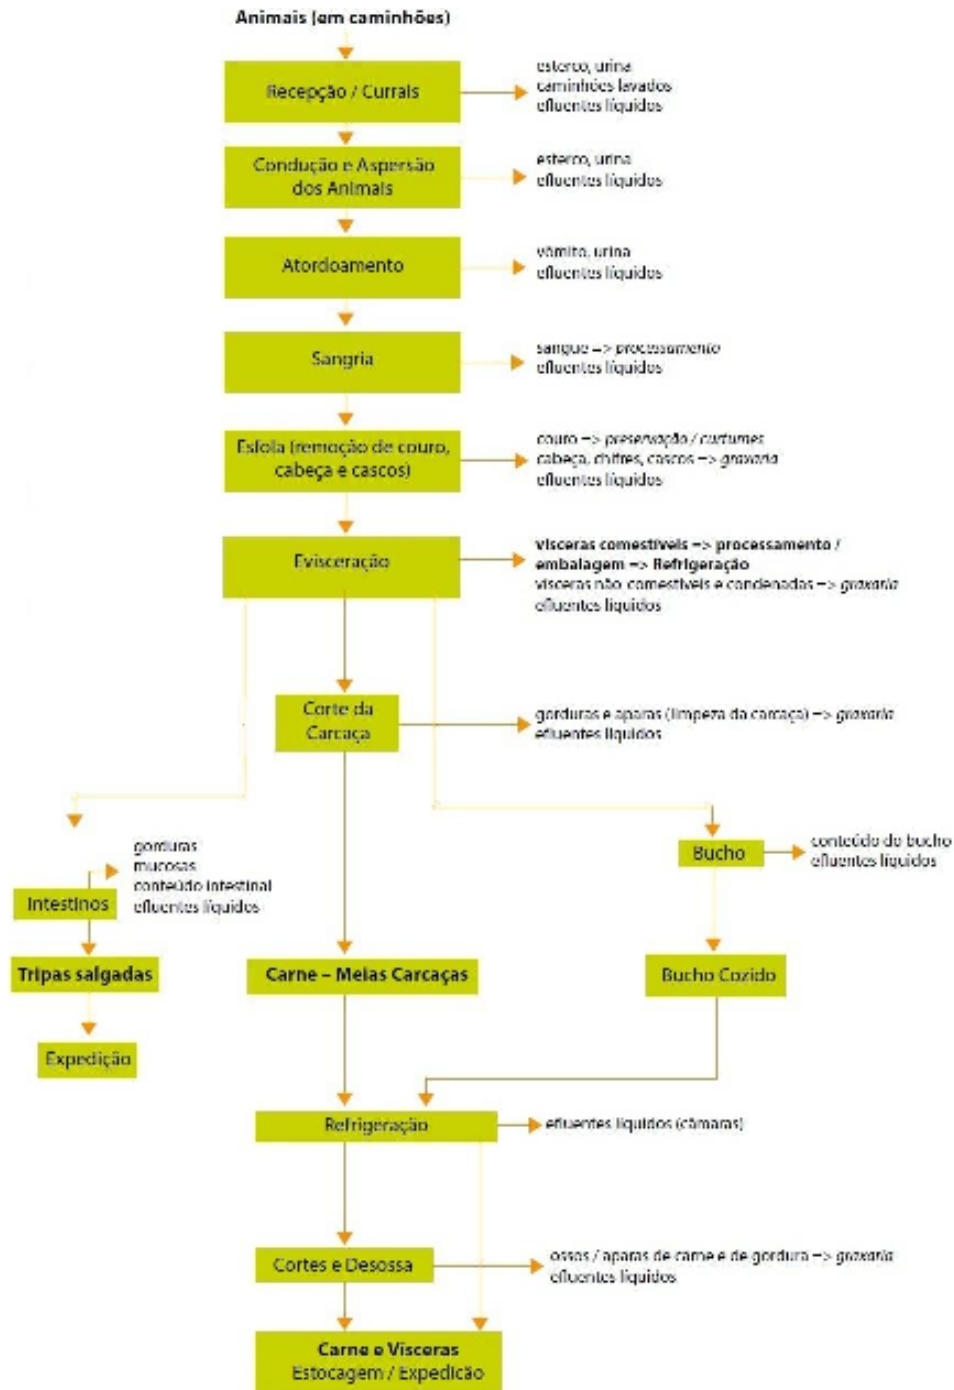 Animais (em caminhões)
Recepção / Currais
esterco, urina
caminhões lavados
efluentes líquidos
Condução e Aspersão
dos Animais
esterco, urina
efluentes líquidos
Atordoamento
vômito, urina
efluentes líquidos
Sangria
sangue => processamento
efluentes líquidos
Esfola (remoção de couro,
cabeça e cascos)
couro => preservação / curtumes
cabeça, chifres, cascos => graxaria
efluentes líquidos
Evisceração
vísceras comestíveis => processamento /
embalagem => Refrigeração
vísceras não comestíveis e condenadas => graxaria
efluentes líquidos
Corte da
Carcaça
gorduras e aparas (limpeza da carcaça) => graxaria
efluentes líquidos
Intestinos
gorduras
mucosas
conteúdo intestinal
efluentes líquidos
Bucho
conteúdo do bucho
efluentes líquidos
Tripas salgadas
Carne – Meias Carcaças
Bucho Cozido
Expedição
Refrigeração
efluentes líquidos (câmaras)
Cortes e Desossa
ossos / aparas de carne e de gordura => graxaria
efluentes líquidos
Carne e Vísceras
Estocagem / Expedição